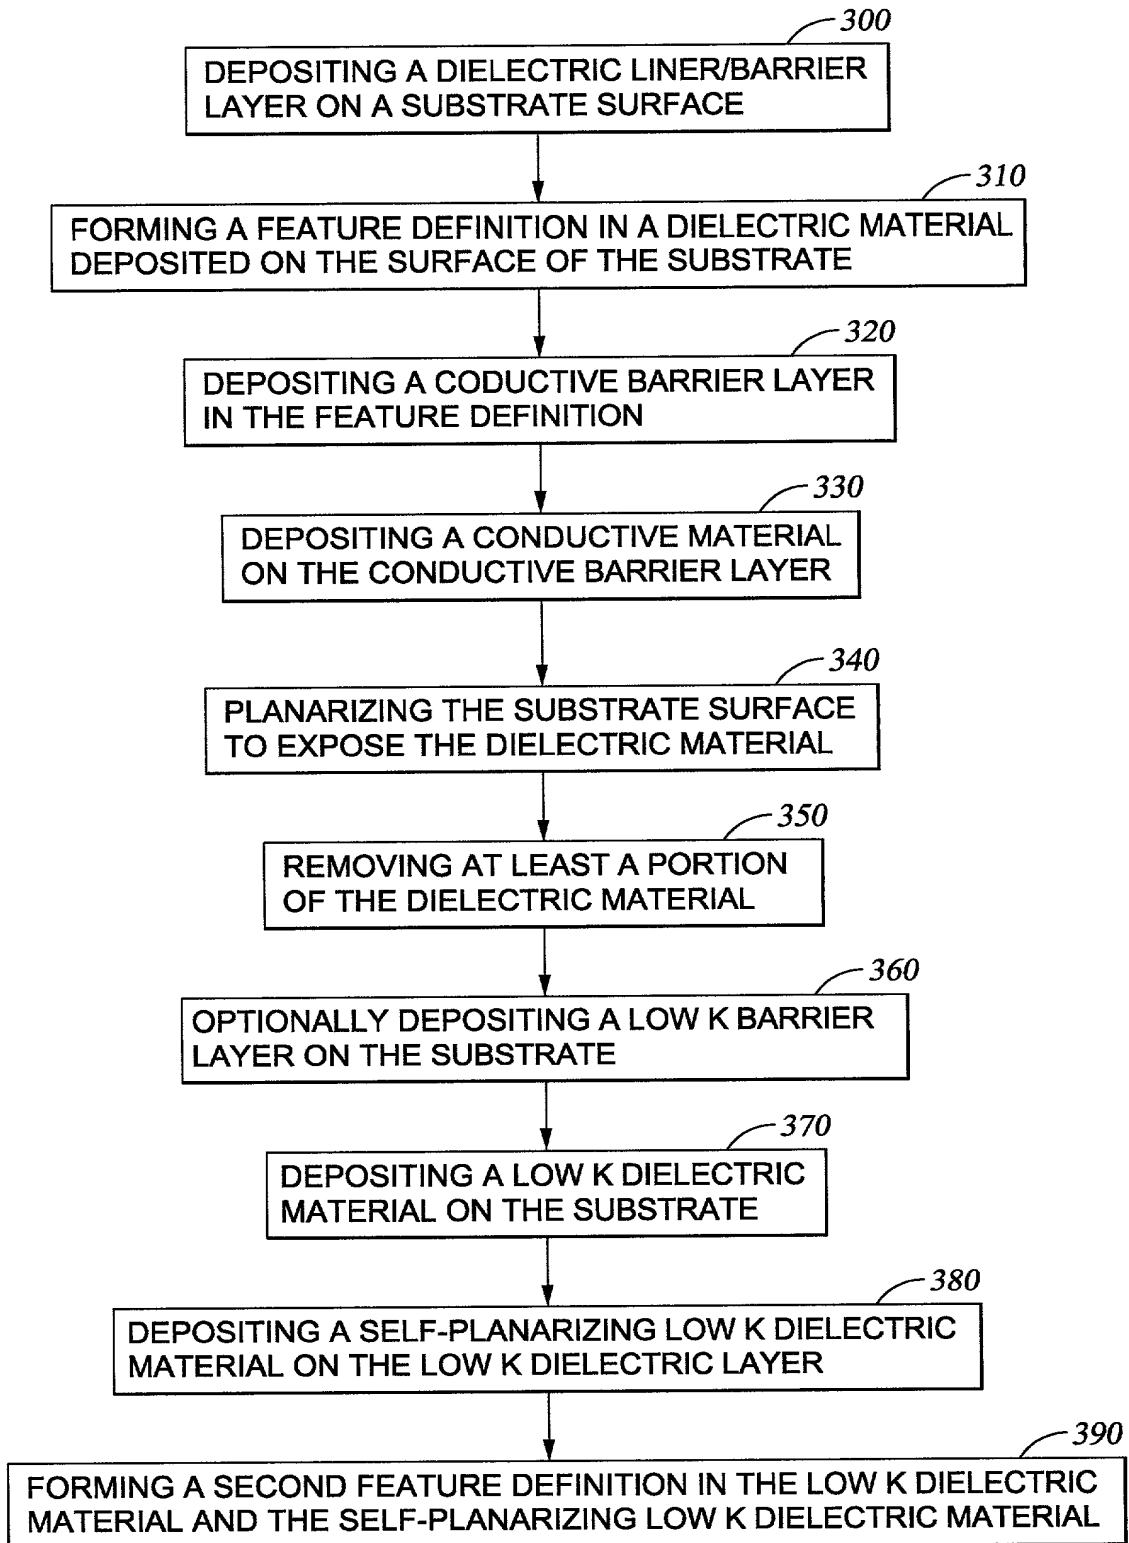 300
DEPOSITING A DIELECTRIC LINER/BARRIER
LAYER ON A SUBSTRATE SURFACE
310
FORMING A FEATURE DEFINITION IN A DIELECTRIC MATERIAL
DEPOSITED ON THE SURFACE OF THE SUBSTRATE
320
DEPOSITING A CODUCTIVE BARRIER LAYER
IN THE FEATURE DEFINITION
330
DEPOSITING A CONDUCTIVE MATERIAL
ON THE CONDUCTIVE BARRIER LAYER
340
PLANARIZING THE SUBSTRATE SURFACE
TO EXPOSE THE DIELECTRIC MATERIAL
350
REMOVING AT LEAST A PORTION
OF THE DIELECTRIC MATERIAL
360
OPTIONALLY DEPOSITING A LOW K BARRIER
LAYER ON THE SUBSTRATE
370
DEPOSITING A LOW K DIELECTRIC
MATERIAL ON THE SUBSTRATE
380
DEPOSITING A SELF-PLANARIZING LOW K DIELECTRIC
MATERIAL ON THE LOW K DIELECTRIC LAYER
390
FORMING A SECOND FEATURE DEFINITION IN THE LOW K DIELECTRIC
MATERIAL AND THE SELF-PLANARIZING LOW K DIELECTRIC MATERIAL